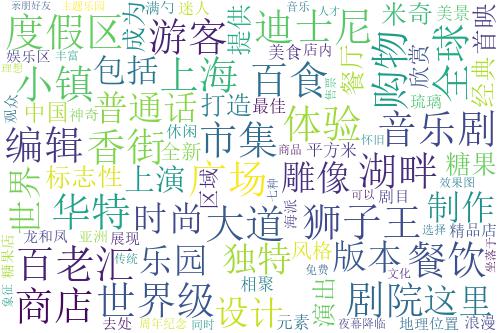 亲朋好友
满勺
迷人
音乐
人才
首映
娱乐区
丰富
成为
提供
迪士尼
米奇
美景
度假区
游客
美食
店内
主题乐园
理想
小镇
包括
上海
百食
餐厅
购物
欣赏
全球
经典
观众
中国
神奇
普通话
打造
最佳
售票
琉璃
怀旧
编辑
香街
休闲
全新
市集
体验
平方米
商品
音乐剧
世界
标志性
上演
区域
广场
雕像
湖畔
糖果
效果图
华特
时尚
大道
七种
海派
狮子王
可以
剧目
制作
龙和凤
亚洲
展现
选择
精品店
坐落于
糖果店
百老汇
传统
乐园
独特
风格
版本
餐饮
免费
文化
象征
商店
世界级
相聚
演出
剧院
这里
去处
周年纪念
同时
设计
元素
夜幕降临
地理位置
浪漫